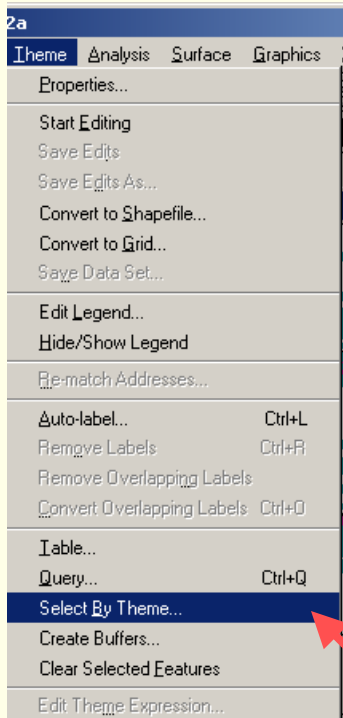 2a
Theme Analysis Surface Graphics
Properties...
Start Editing
Save Edits
Save Edits As...
Convert to Shapefile...
Convert to Grid...
Save Data Set...
Edit Legend...
Hide/Show Legend
Re-match Addresses...
Auto-label... Ctrl+L
Remove Labels Ctrl+R
Remove Overlapping Labels
Convert Overlapping Labels Ctrl+O
Table...
Query... Ctrl+Q
Select By Theme...
Create Buffers...
Clear Selected Features
Edit Theme Expression...